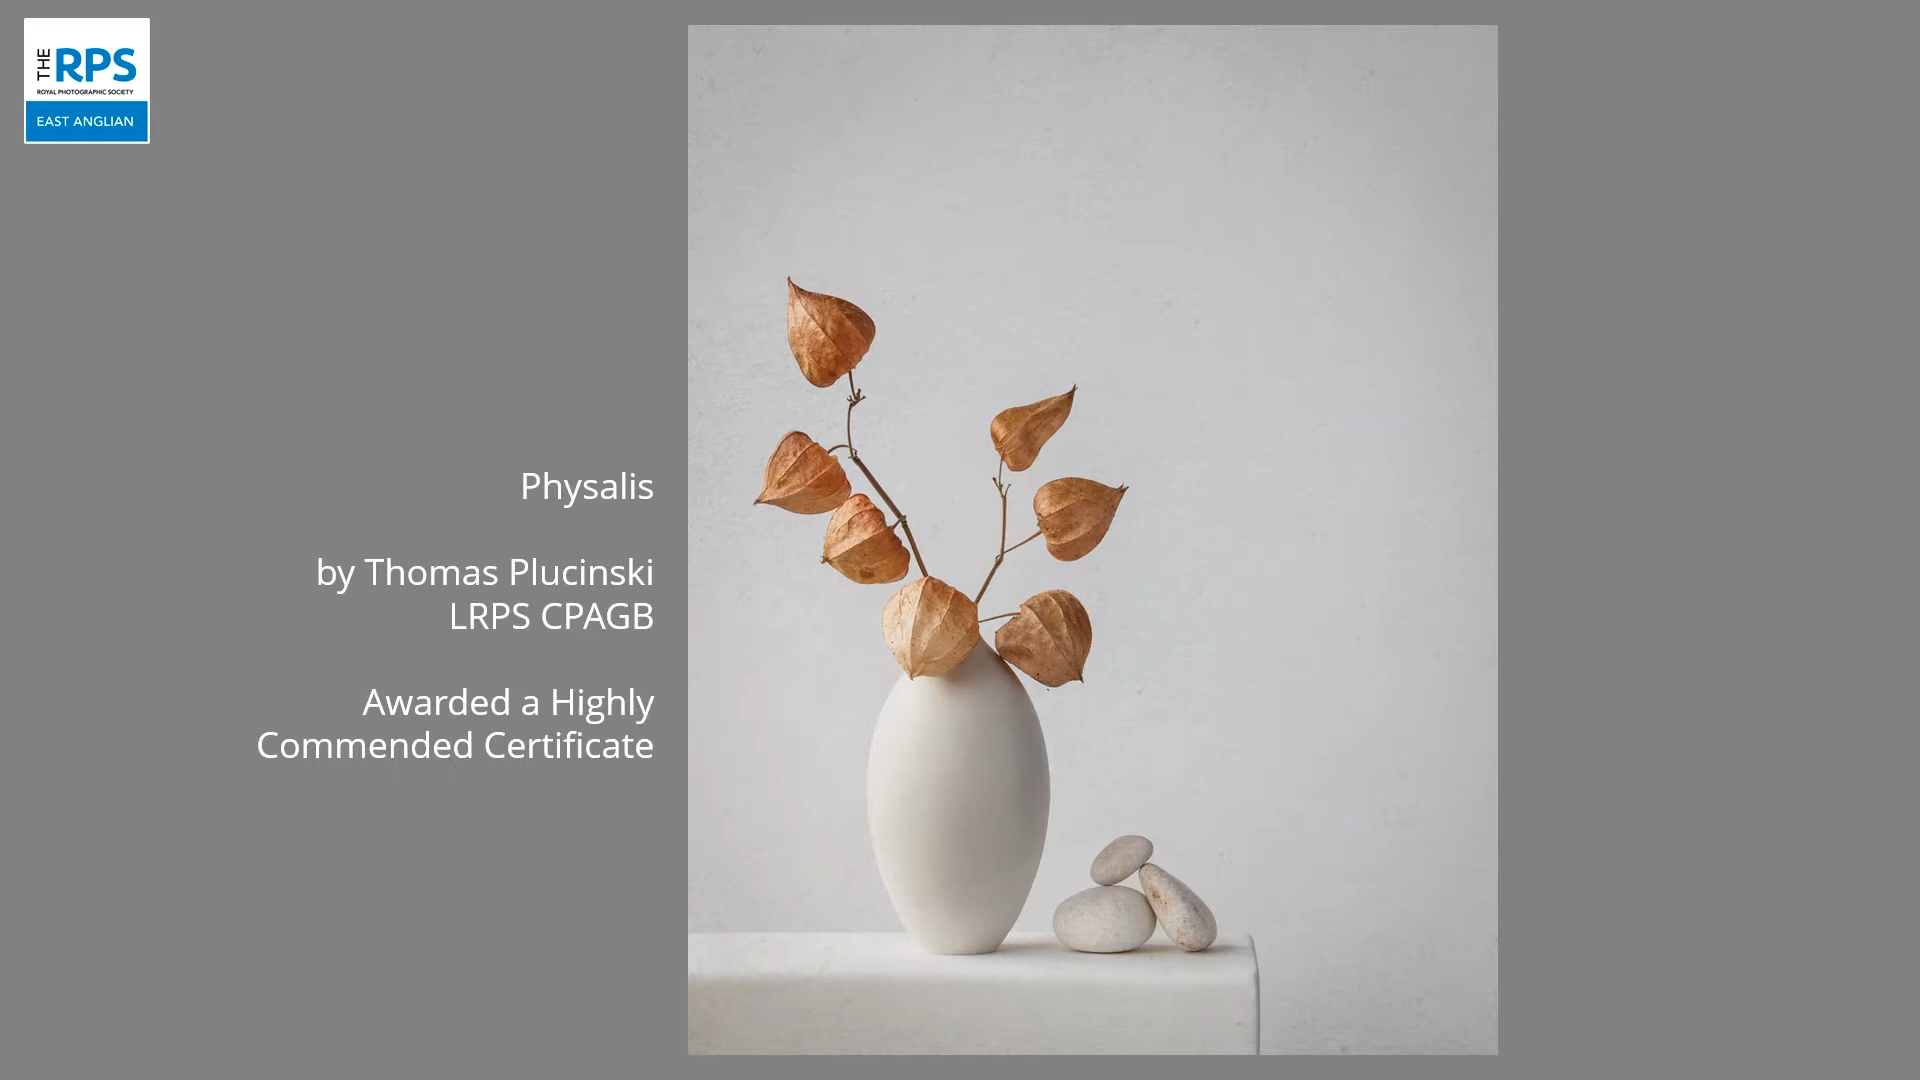 THE RPS
ROYAL PHOTOGRAPHIC SOCIETY
EAST ANGLIAN
Physalis
by Thomas Plucinski
LRPS CPAGB
Awarded a Highly
Commended Certificate